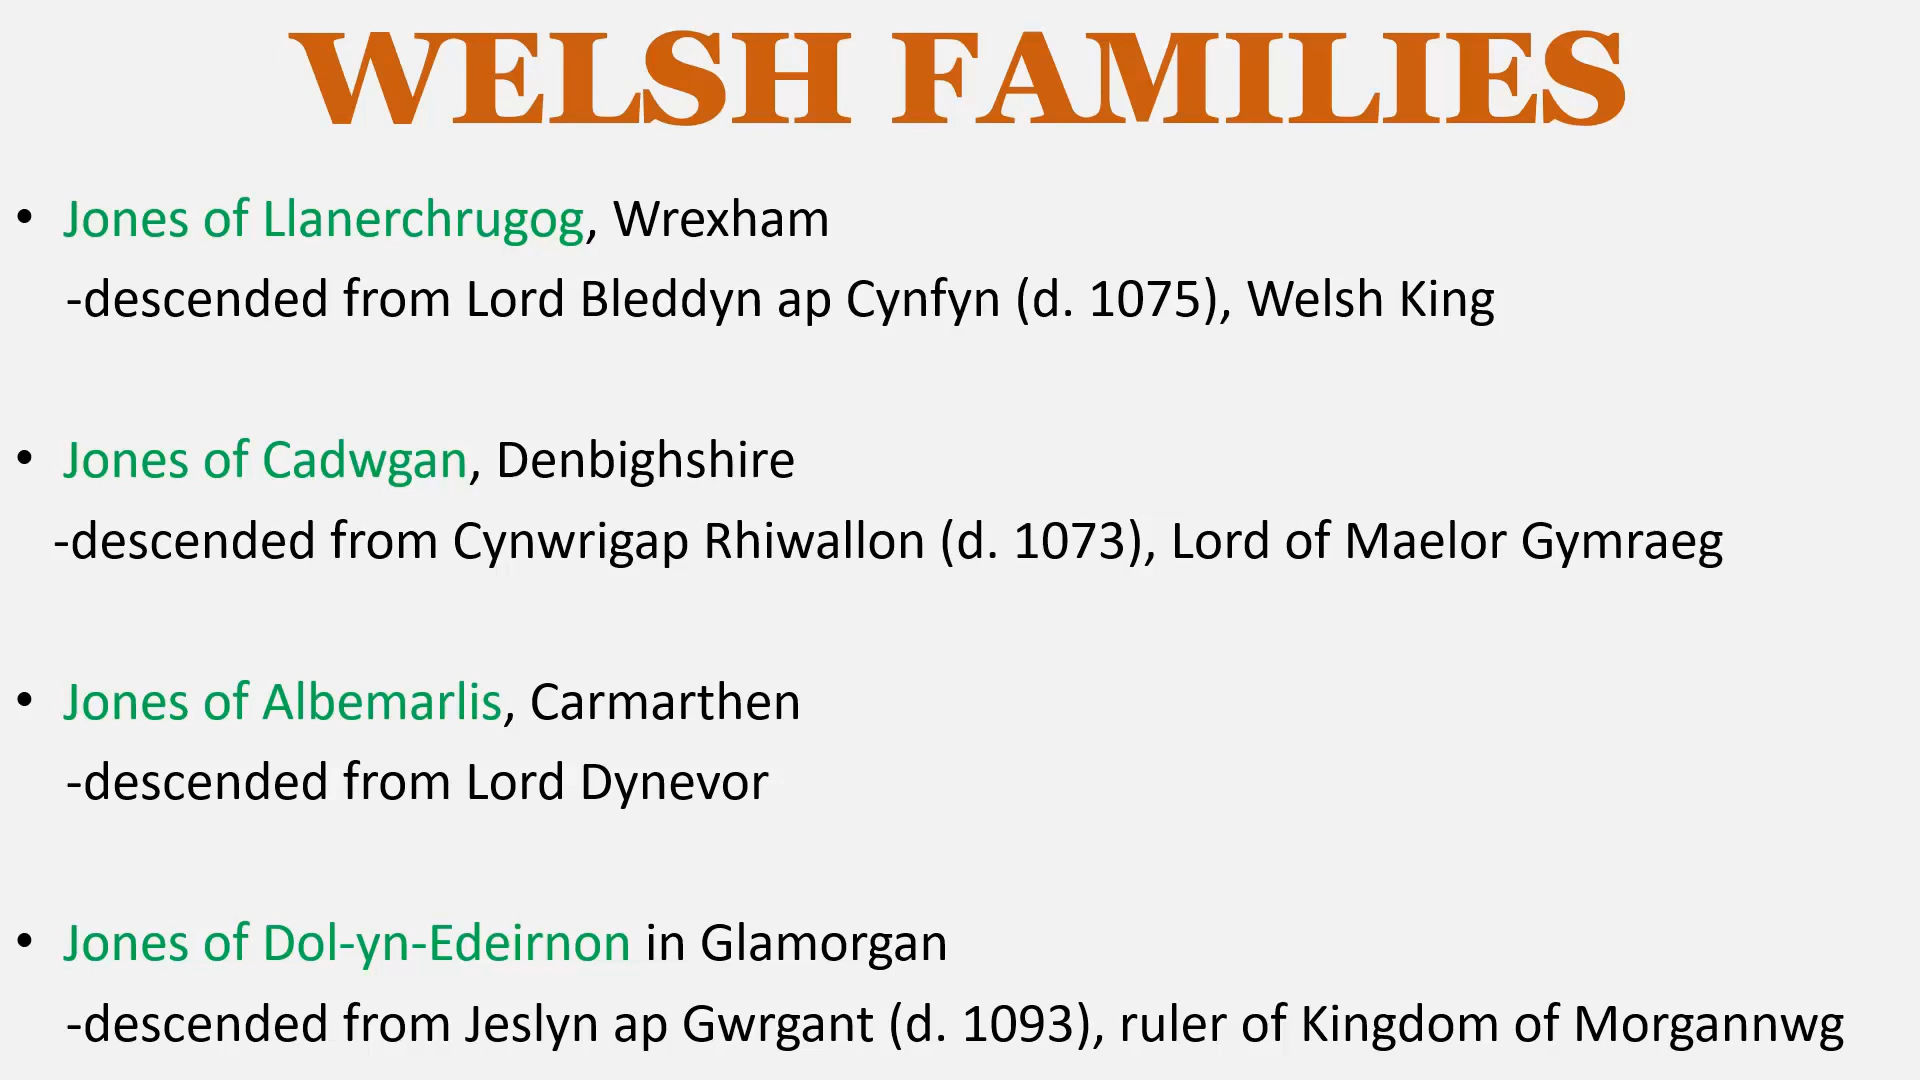 WELSH FAMILIES
• Jones of Llanerchrugog, Wrexham
-descended from Lord Bleddyn ap Cynfyn (d. 1075), Welsh King
• Jones of Cadwgan, Denbighshire
-descended from Cynwrigap Rhiwallon (d. 1073), Lord of Maelor Gymraeg
• Jones of Albemarlis, Carmarthen
-descended from Lord Dynevor
• Jones of Dol-yn-Edeirnon in Glamorgan
-descended from Jeslyn ap Gwrgant (d. 1093), ruler of Kingdom of Morgannwg